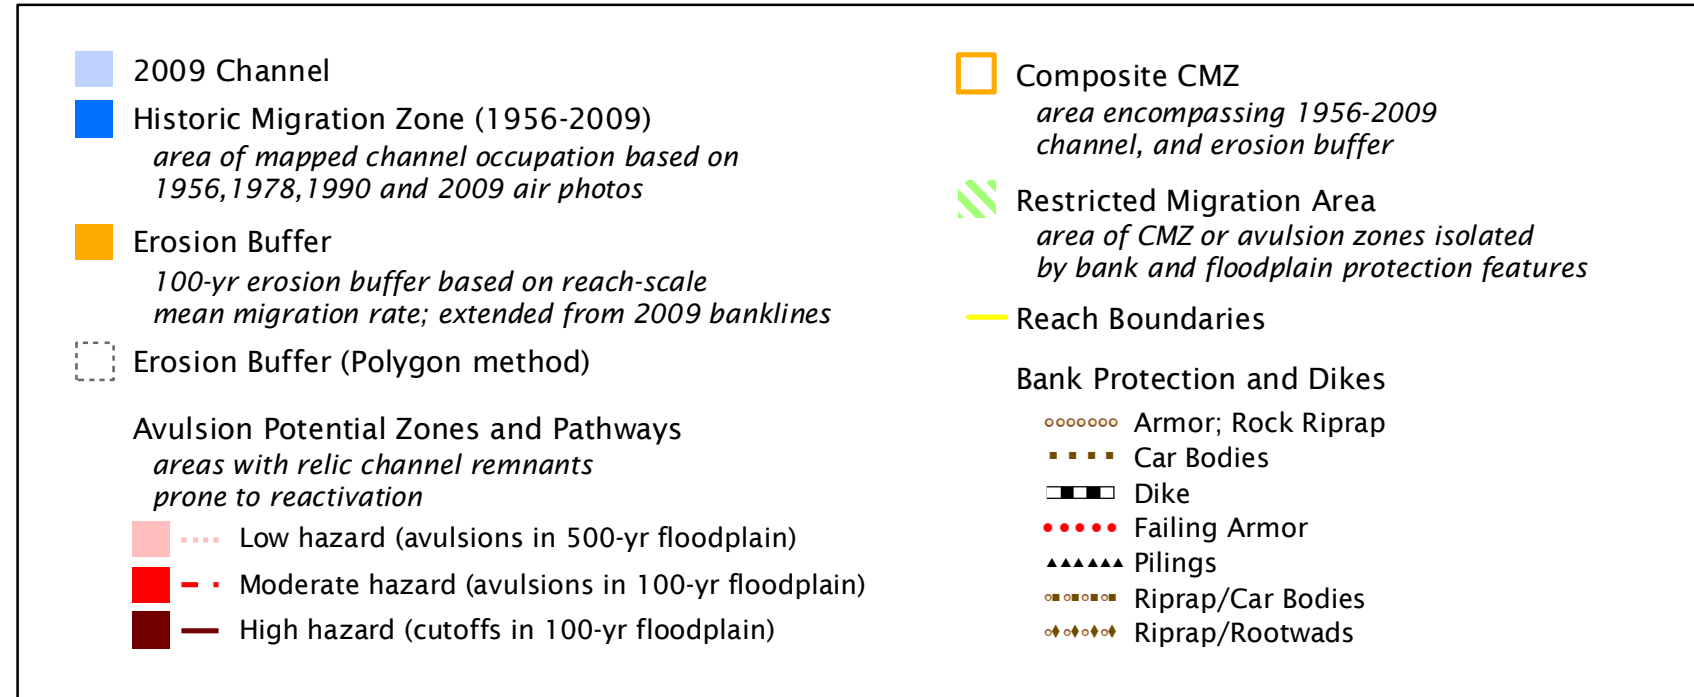 2009 Channel
Historic Migration Zone (1956-2009)
area of mapped channel occupation based on
1956,1978,1990 and 2009 air photos
Erosion Buffer
100-yr erosion buffer based on reach-scale
mean migration rate; extended from 2009 banklines
Erosion Buffer (Polygon method)
Avulsion Potential Zones and Pathways
areas with relic channel remnants
prone to reactivation
Low hazard (avulsions in 500-yr floodplain)
Moderate hazard (avulsions in 100-yr floodplain)
High hazard (cutoffs in 100-yr floodplain)
Composite CMZ
area encompassing 1956-2009
channel, and erosion buffer
Restricted Migration Area
area of CMZ or avulsion zones isolated
by bank and floodplain protection features
Reach Boundaries
Bank Protection and Dikes
Armor; Rock Riprap
Car Bodies
Dike
Failing Armor
Pilings
Riprap/Car Bodies
Riprap/Rootwads